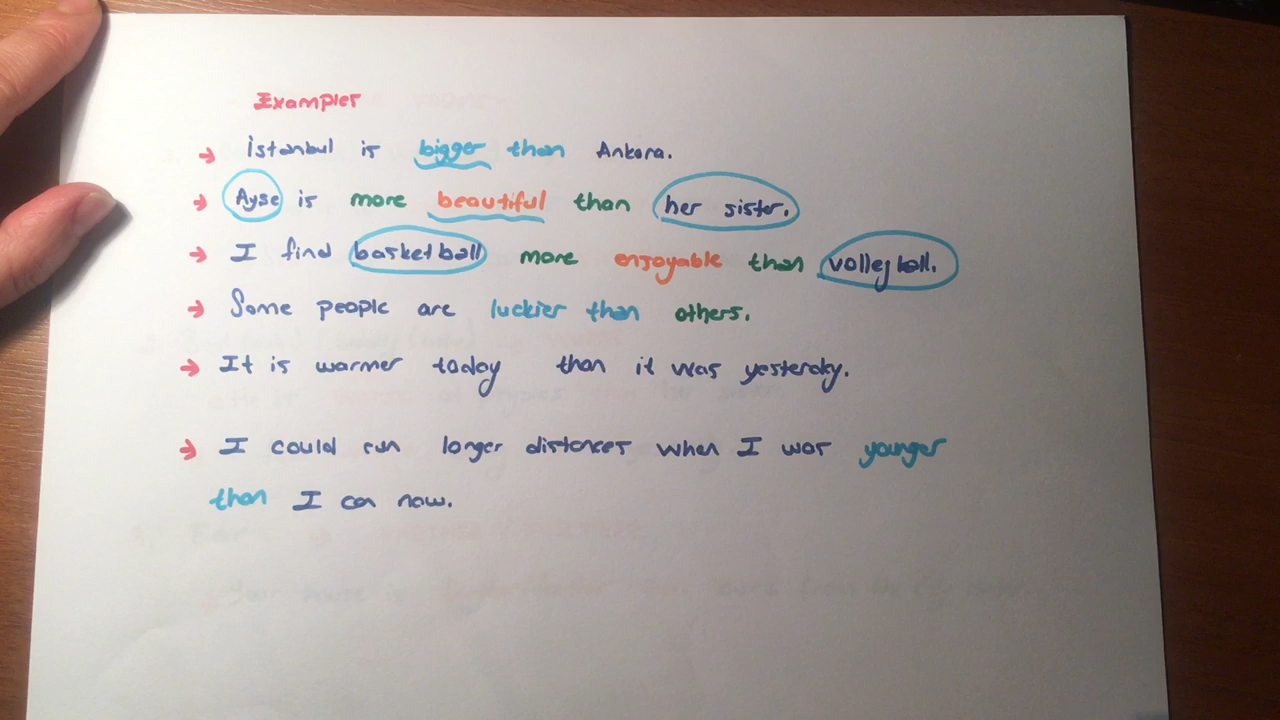 Examples
→ İstanbul is bigger than Ankara.
→ Ayse is more beautiful than her sister.
→ I find basketball more enjoyable than volleyball.
→ Some people are luckier than others.
→ It is warmer today than it was yesterday.
→ I could run longer distances when I was younger
than I can now.